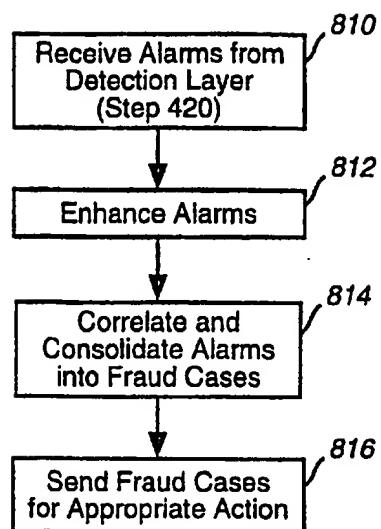 810
Receive Alarms from
Detection Layer
(Step 420)
812
Enhance Alarms
814
Correlate and
Consolidate Alarms
into Fraud Cases
816
Send Fraud Cases
for Appropriate Action